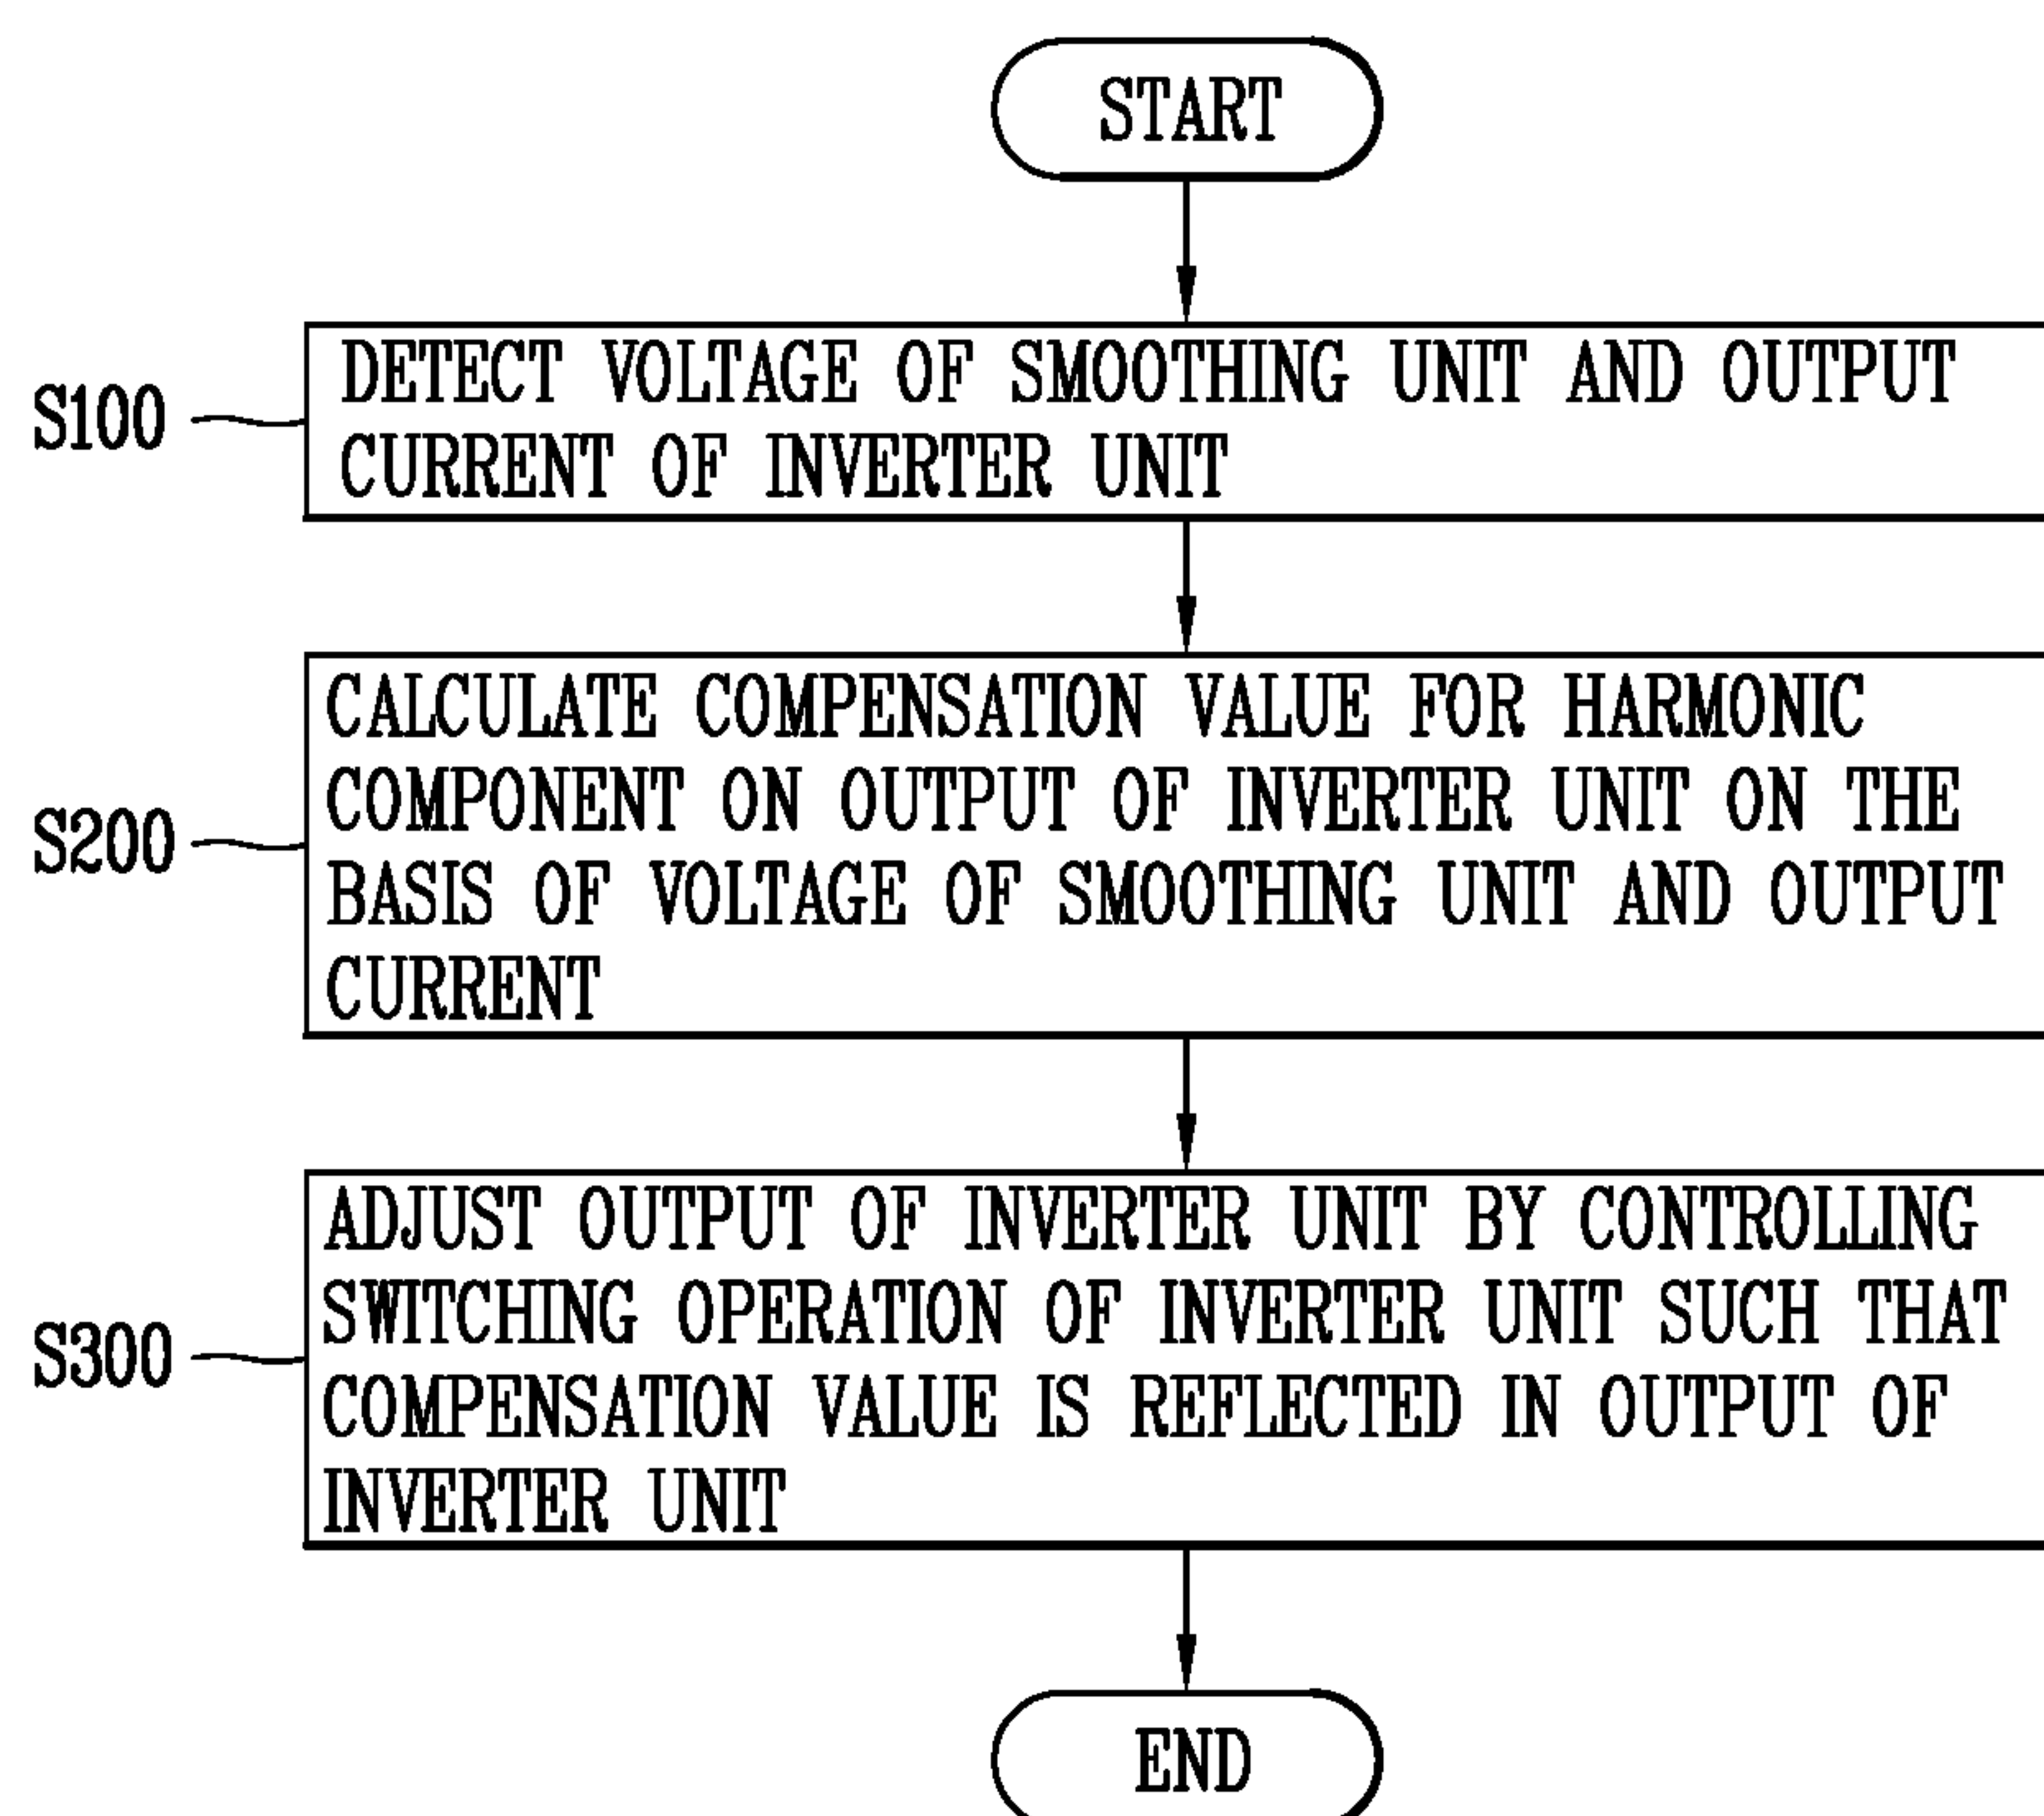 START
S100
DETECT VOLTAGE OF SMOOTHING UNIT AND OUTPUT
CURRENT OF INVERTER UNIT
S200
CALCULATE COMPENSATION VALUE FOR HARMONIC
COMPONENT ON OUTPUT OF INVERTER UNIT ON THE
BASIS OF VOLTAGE OF SMOOTHING UNIT AND OUTPUT
CURRENT
S300
ADJUST OUTPUT OF INVERTER UNIT BY CONTROLLING
SWITCHING OPERATION OF INVERTER UNIT SUCH THAT
COMPENSATION VALUE IS REFLECTED IN OUTPUT OF
INVERTER UNIT
END